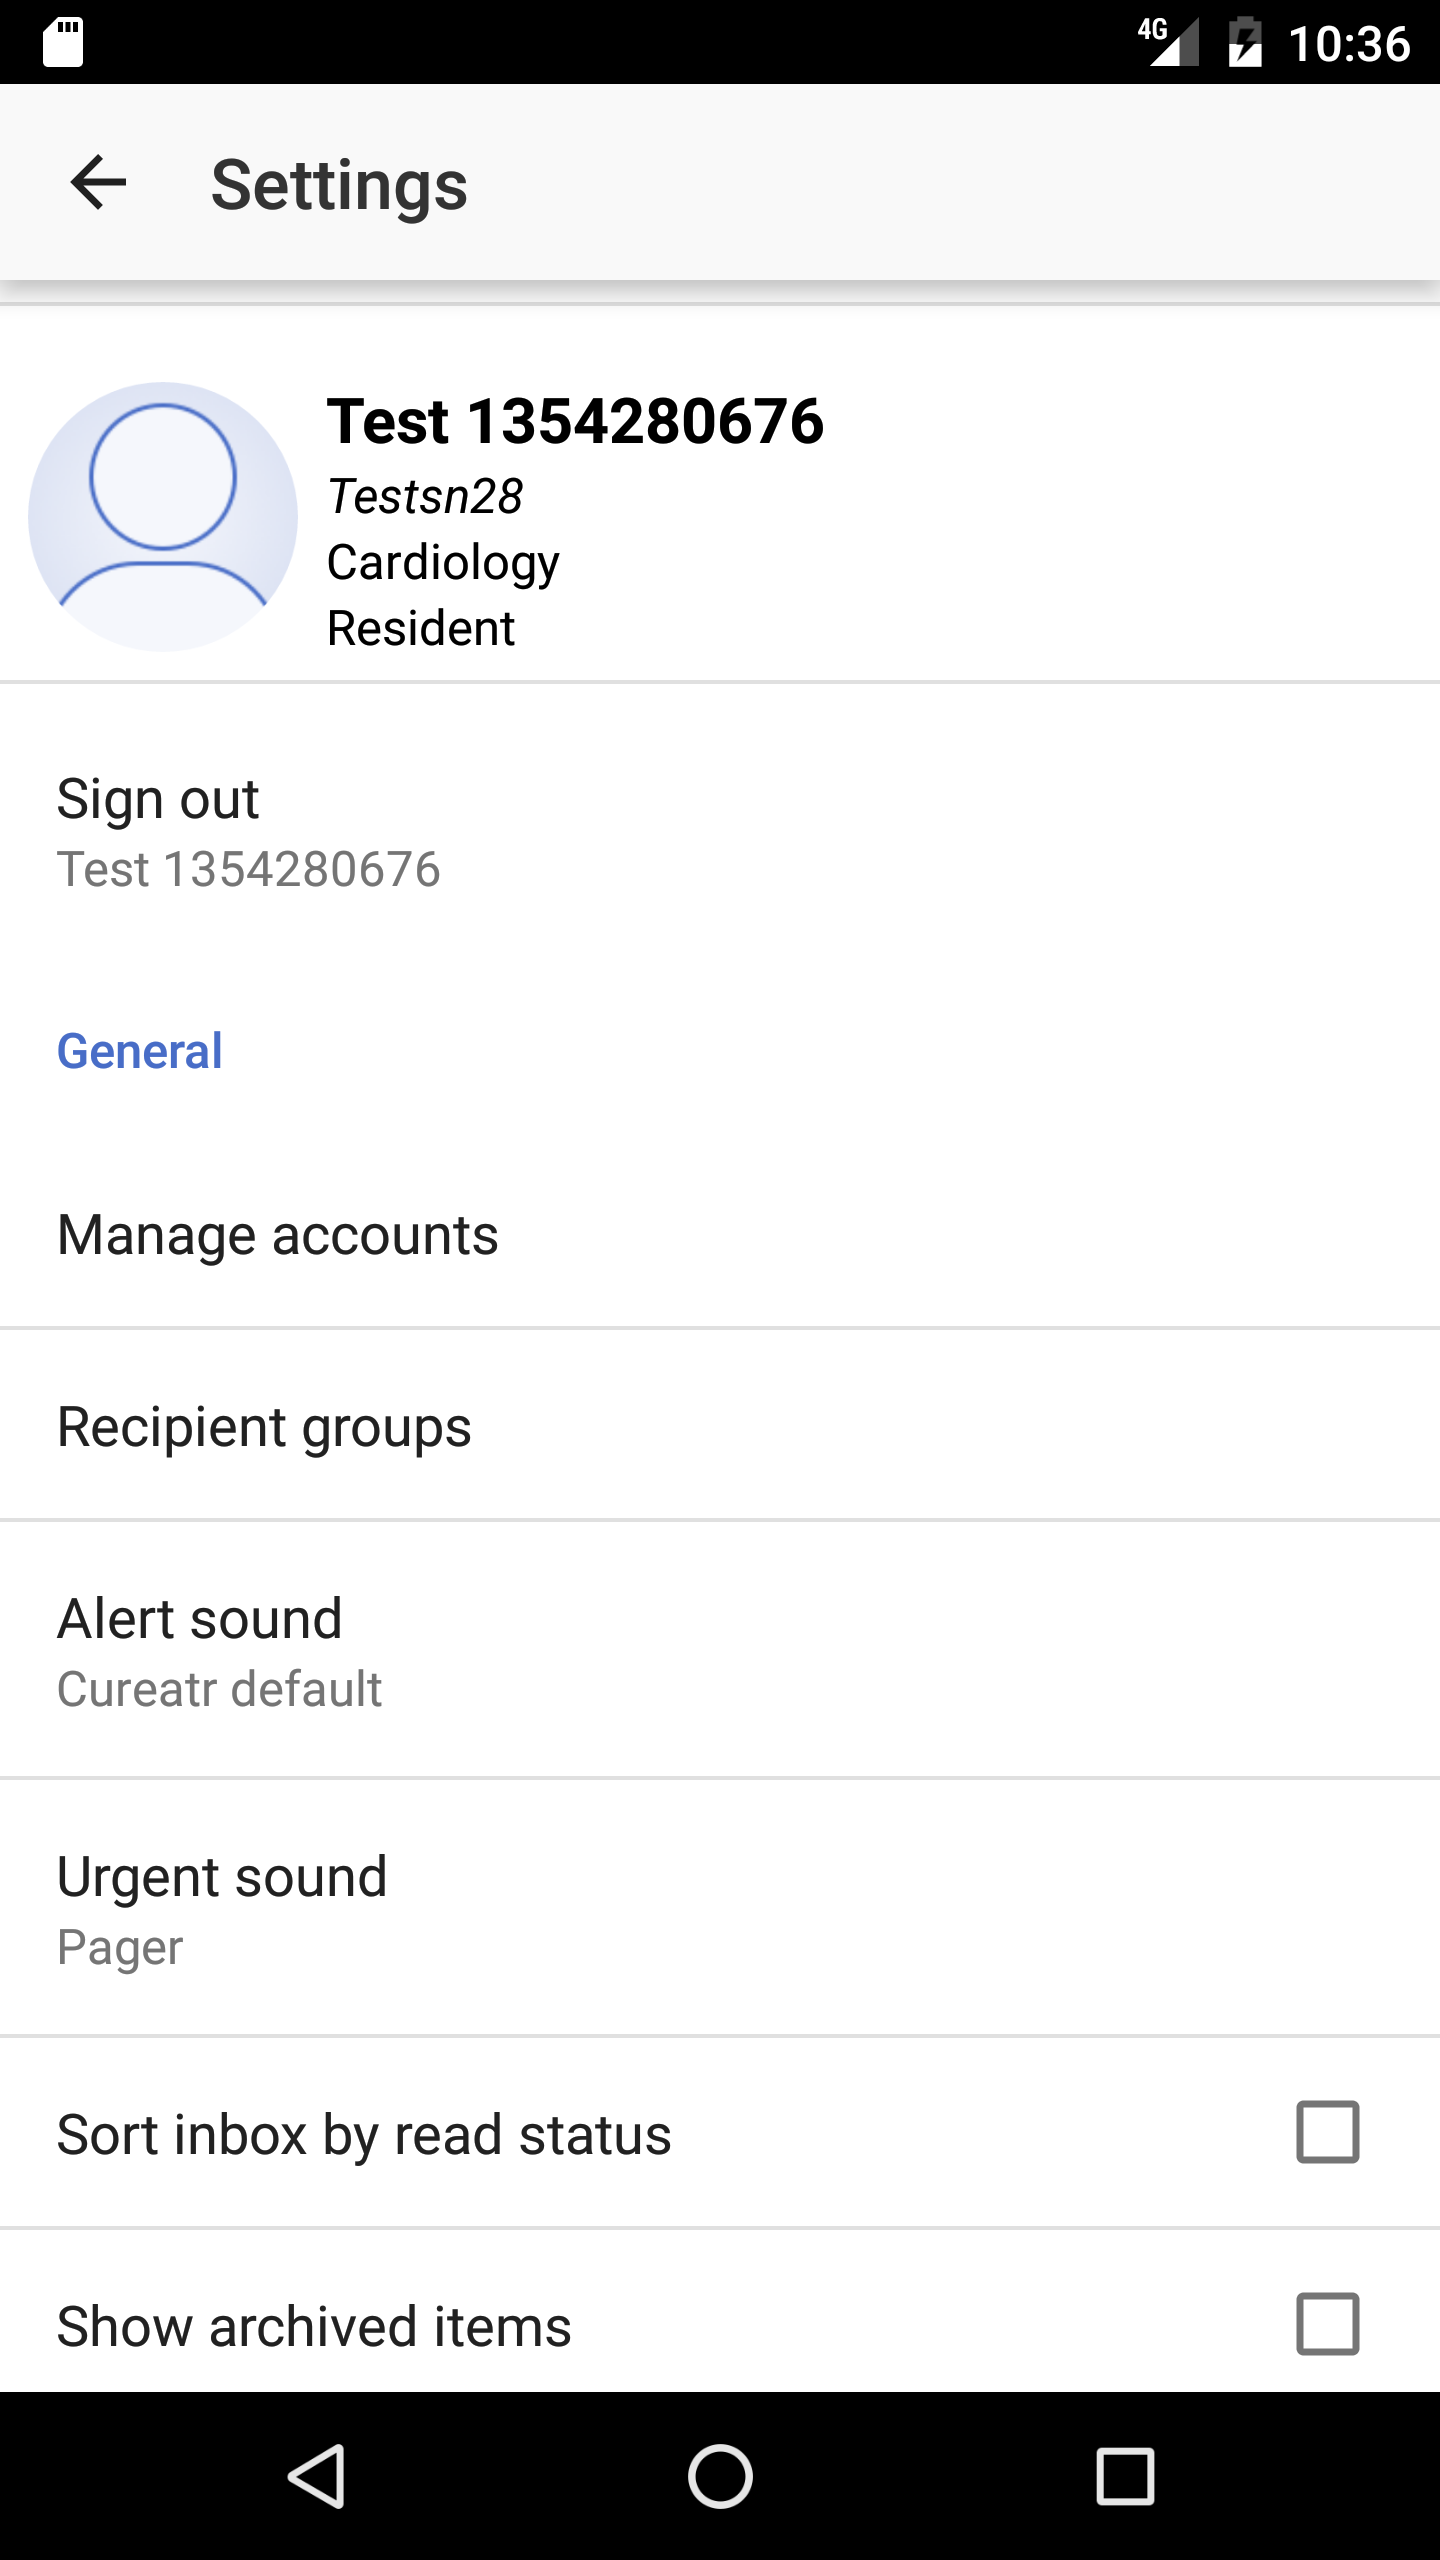 4G 10:36
Settings
Test 1354280676
Testsn28
Cardiology
Resident
Sign out
Test 1354280676
General
Manage accounts
Recipient groups
Alert sound
Cureatr default
Urgent sound
Pager
Sort inbox by read status
Show archived items